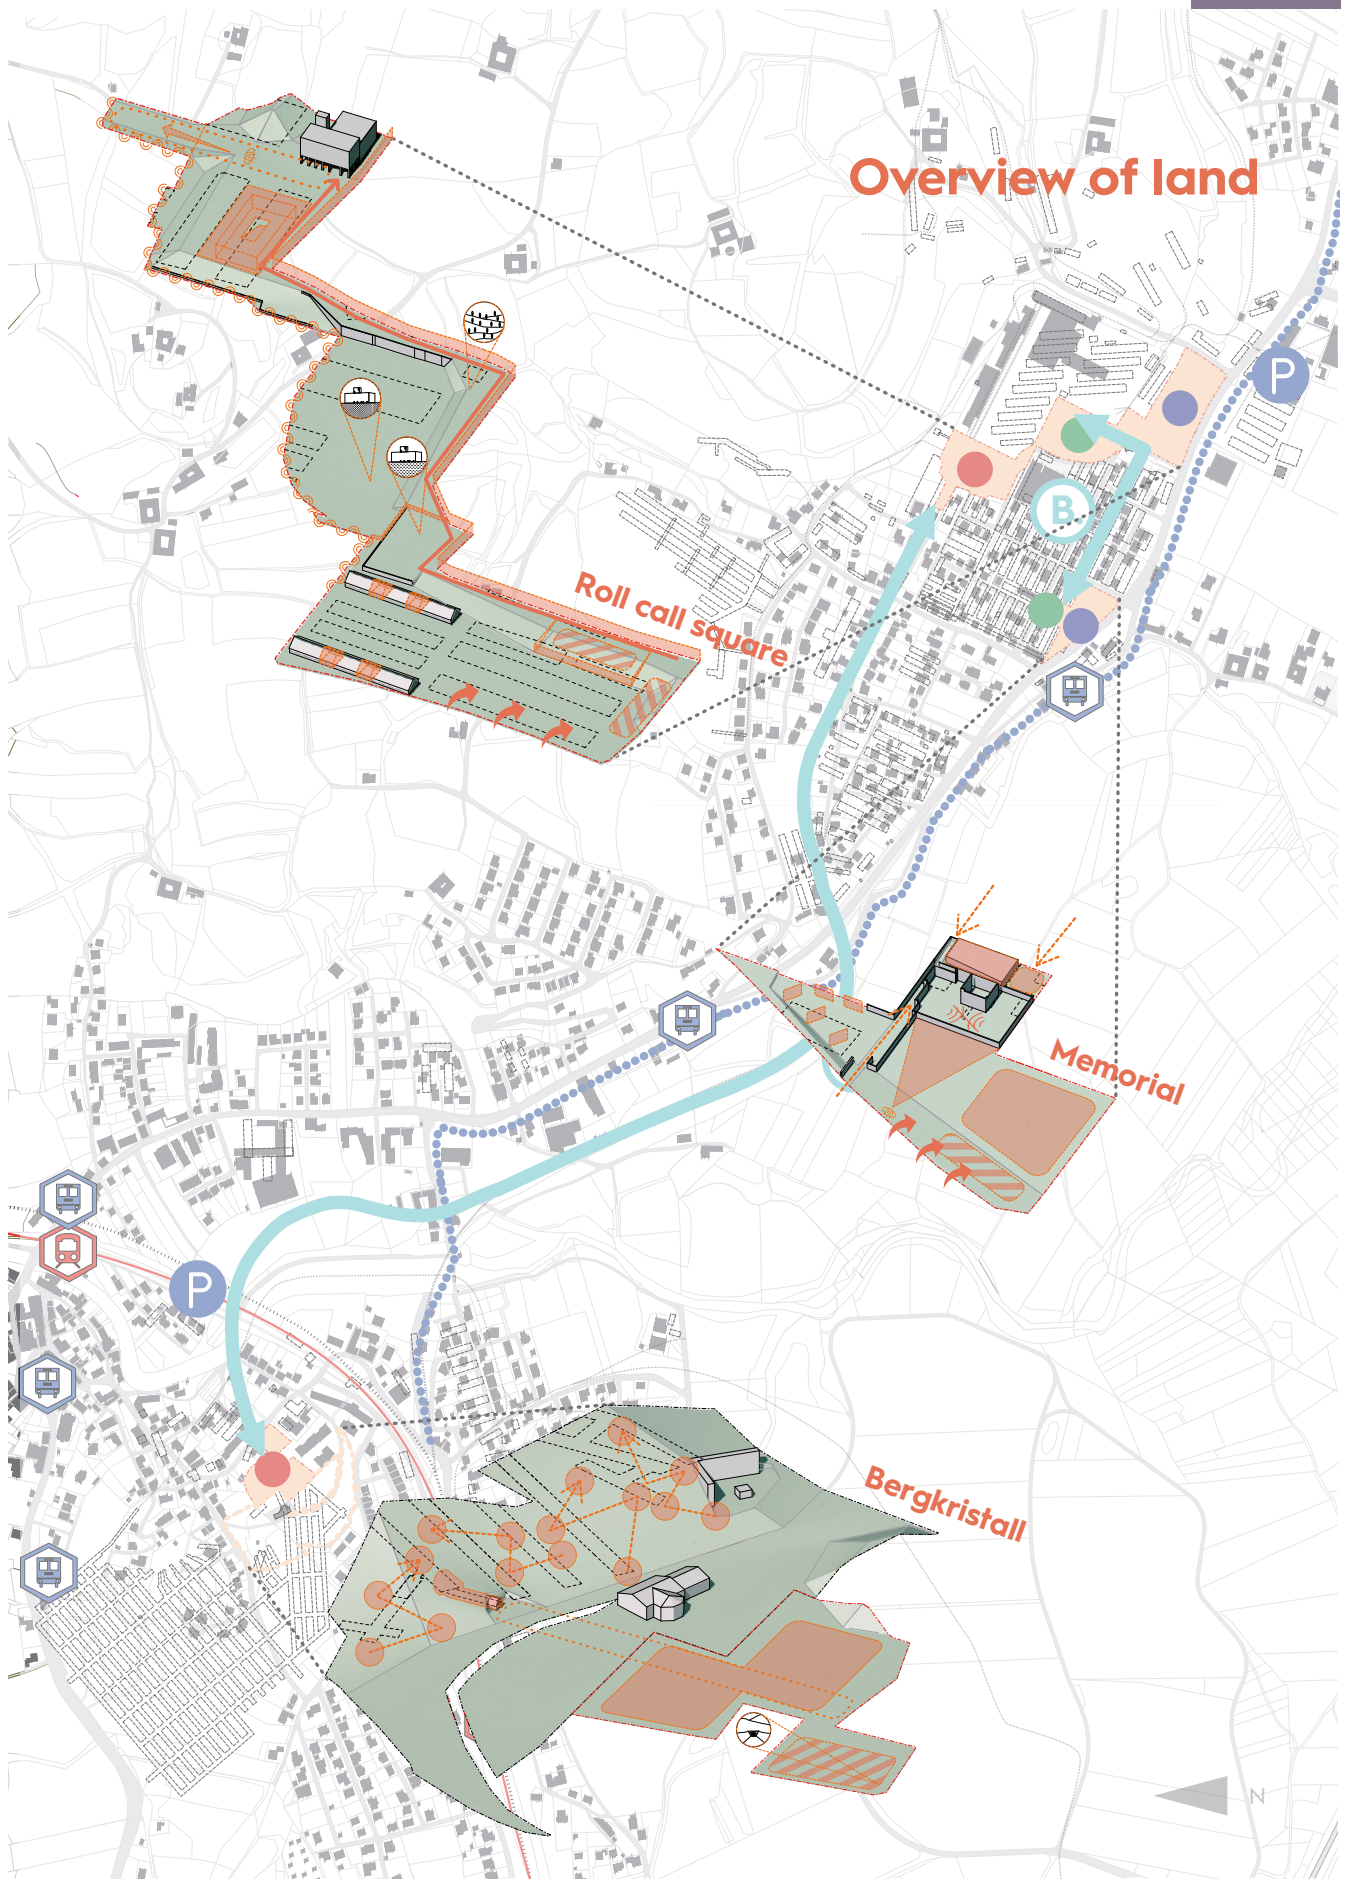 Overview of land
P
B.
Roll call square
Memorial
P
Bergkristall
N